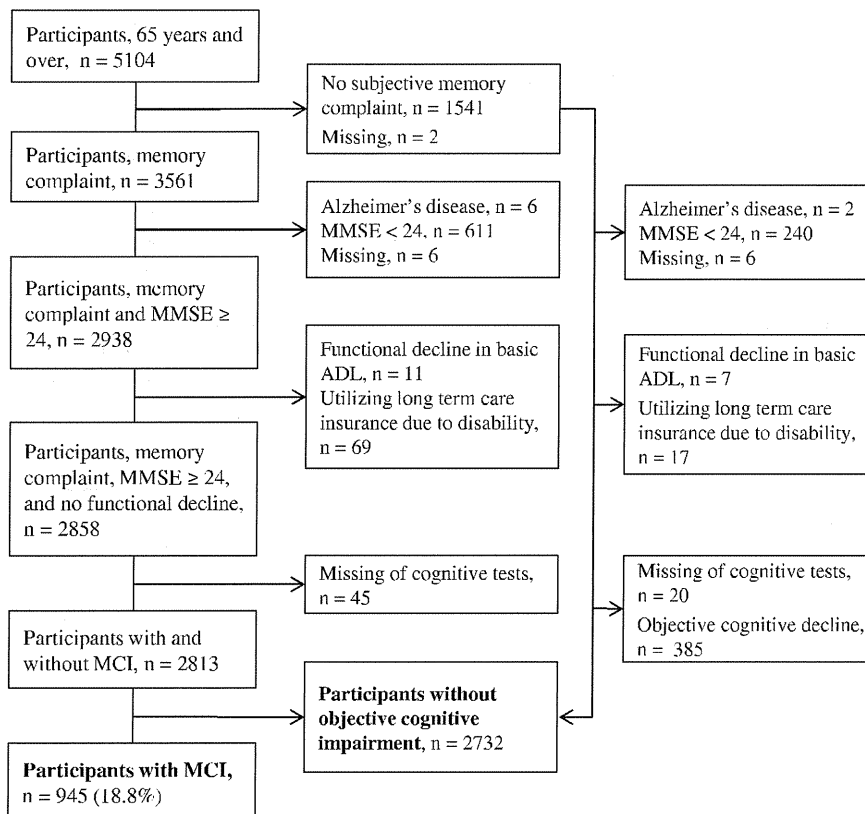 Participants, 65 years and
over, n = 5104
No subjective memory
complaint, n = 1541
Missing, n = 2
Participants, memory
complaint, n = 3561
Alzheimer's disease, n = 6
MMSE < 24, n = 611
Missing, n = 6
Alzheimer's disease, n = 2
MMSE < 24, n = 240
Missing, n = 6
Participants, memory
complaint and MMSE ≥
24, n = 2938
Functional decline in basic
ADL, n = 11
Utilizing long term care
insurance due to disability,
n = 69
Functional decline in basic
ADL, n = 7
Utilizing long term care
insurance due to disability,
n = 17
Participants, memory
complaint, MMSE ≥ 24,
and no functional decline,
n = 2858
Missing of cognitive tests,
n = 45
Missing of cognitive tests,
n = 20
Objective cognitive decline,
n = 385
Participants with and
without MCI, n = 2813
Participants without
objective cognitive
impairment, n = 2732
Participants with MCI,
n = 945 (18.8%)